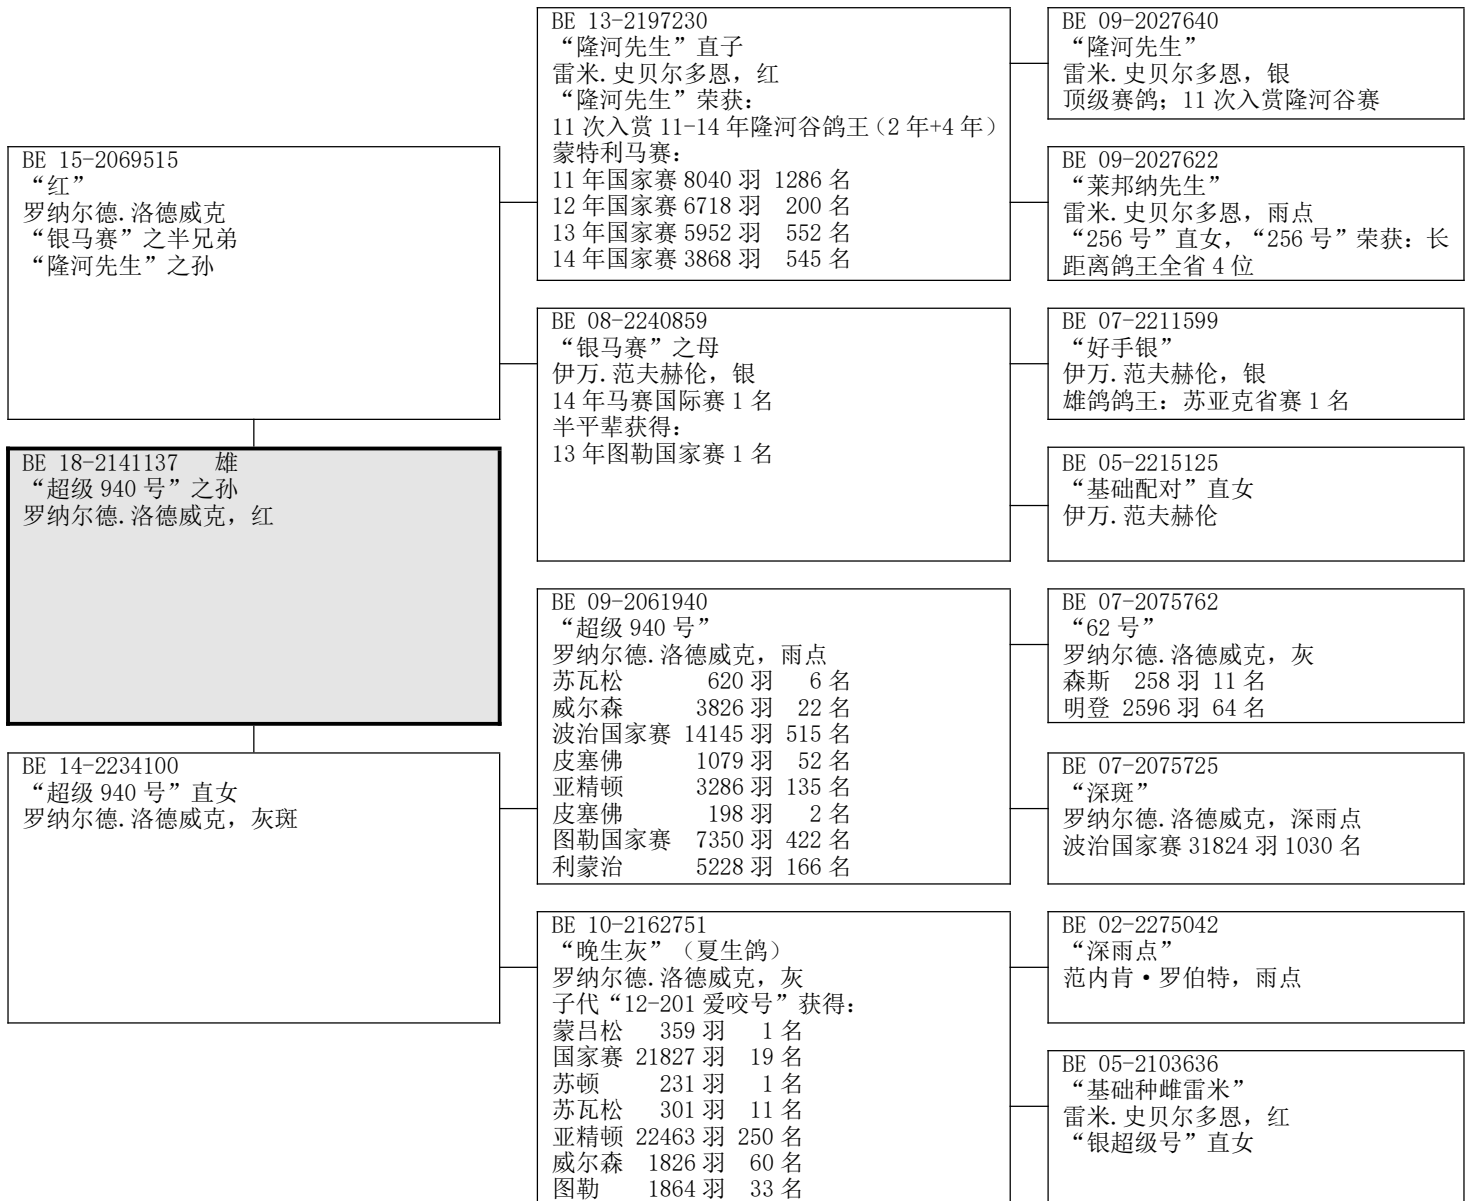 BE 15-2069515
“红”
罗纳尔德.洛德威克
“银马赛”之半兄弟
“隆河先生”之孙
BE 18-2141137 雄
“超级 940 号”之孙
罗纳尔德.洛德威克，红
BE 14-2234100
“超级 940 号”直女
罗纳尔德.洛德威克，灰斑
BE 13-2197230
“隆河先生”直子
雷米.史贝尔多恩，红
“隆河先生”荣获：
11 次入赏 11-14 年隆河谷鸽王（2 年+4 年）
蒙特利马赛：
11 年国家赛 8040 羽 1286 名
12 年国家赛 6718 羽 200 名
13 年国家赛 5952 羽 552 名
14 年国家赛 3868 羽 545 名
BE 08-2240859
“银马赛”之母
伊万.范夫赫伦，银
14 年马赛国际赛 1 名
半平辈获得：
13 年图勒国家赛 1 名
BE 09-2061940
“超级 940 号”
罗纳尔德.洛德威克，雨点
苏瓦松 620 羽 6 名
威尔森 3826 羽 22 名
波治国家赛 14145 羽 515 名
皮塞佛 1079 羽 52 名
亚精顿 3286 羽 135 名
皮塞佛 198 羽 2 名
图勒国家赛 7350 羽 422 名
利蒙治 5228 羽 166 名
BE 10-2162751
“晚生灰”（夏生鸽）
罗纳尔德.洛德威克，灰
子代“12-201 爱咬号”获得：
蒙吕松 359 羽 1 名
国家赛 21827 羽 19 名
苏顿 231 羽 1 名
苏瓦松 301 羽 11 名
亚精顿 22463 羽 250 名
威尔森 1826 羽 60 名
图勒 1864 羽 33 名
BE 09-2027640
“隆河先生”
雷米.史贝尔多恩，银
顶级赛鸽；11 次入赏隆河谷赛
BE 09-2027622
“莱邦纳先生”
雷米.史贝尔多恩，雨点
“256 号”直女，“256 号”荣获：长
距离鸽王全省 4 位
BE 07-2211599
“好手银”
伊万.范夫赫伦，银
雄鸽鸽王：苏亚克省赛 1 名
BE 05-2215125
“基础配对”直女
伊万.范夫赫伦
BE 07-2075762
“62 号”
罗纳尔德.洛德威克，灰
森斯 258 羽 11 名
明登 2596 羽 64 名
BE 07-2075725
“深斑”
罗纳尔德.洛德威克，深雨点
波治国家赛 31824 羽 1030 名
BE 02-2275042
“深雨点”
范内肯•罗伯特，雨点
BE 05-2103636
“基础种雌雷米”
雷米.史贝尔多恩，红
“银超级号”直女